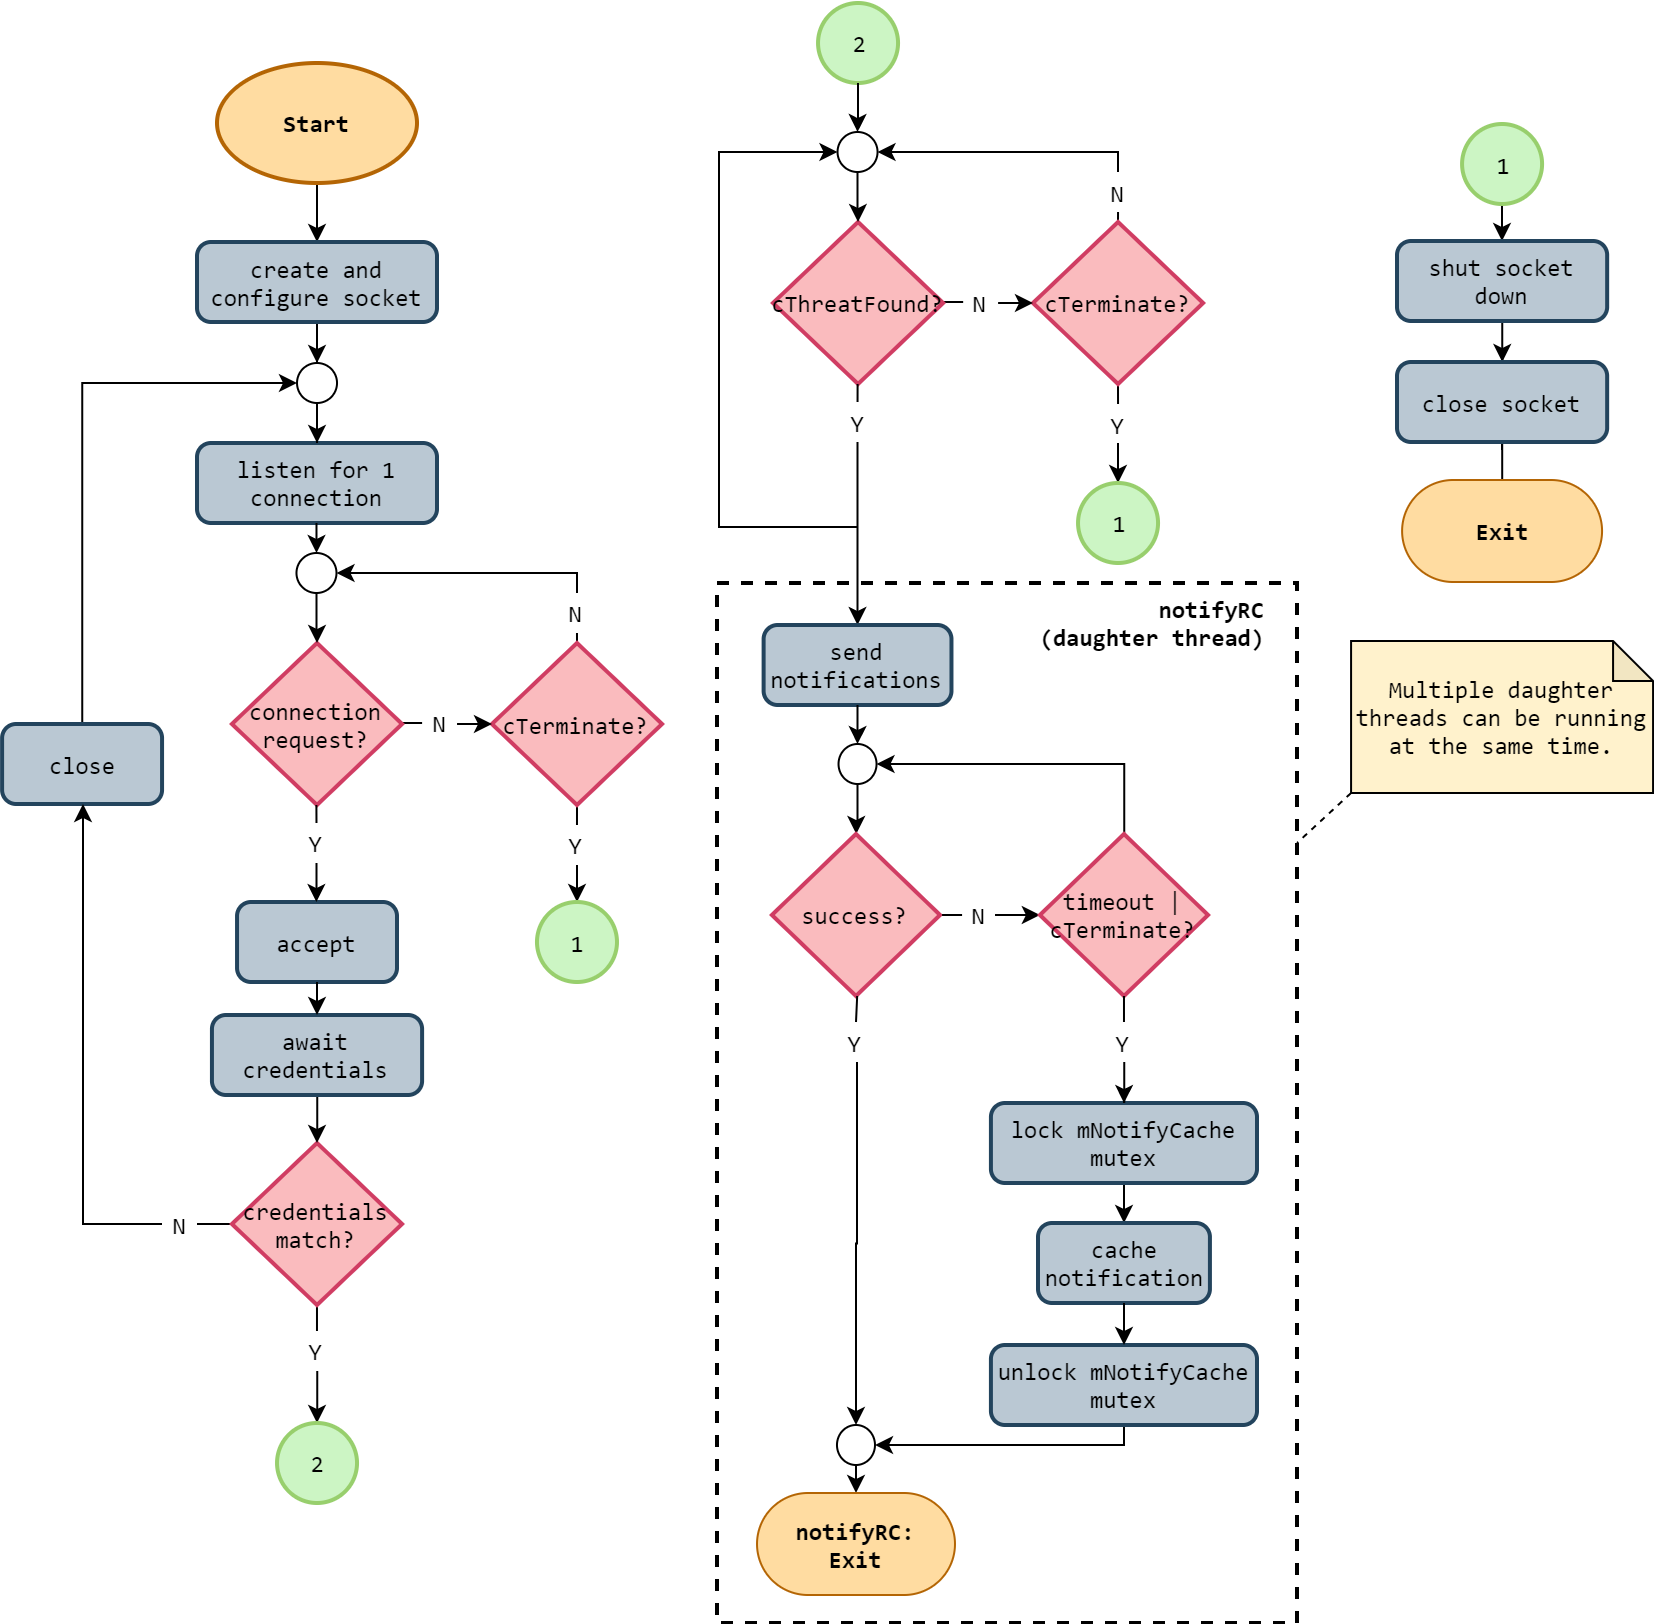 Start
create and
configure socket
listen for 1
connection
connection
request?
N
cTerminate?
N
Y
1
Y
close
accept
await
credentials
credentials
match?
N
Y
2
2
cThreatFound?
N
cTerminate?
N
Y
Y
1
notifyRC
(daughter thread)
send
notifications
success?
N
timeout |
cTerminate?
Y
Y
lock mNotifyCache
mutex
cache
notification
unlock mNotifyCache
mutex
notifyRC:
Exit
1
shut socket
down
close socket
Exit
Multiple daughter
threads can be running
at the same time.